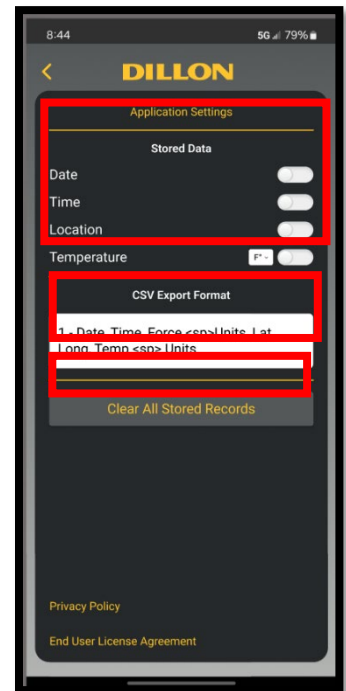 8:44 5G 79%
DILLON
Application Settings
Stored Data
Date
Time
Location
Temperature F°
CSV Export Format
1 - Date, Time, Force <sp>Units, Lat,
Long, Temp <sp> Units
Clear All Stored Records
Privacy Policy
End User License Agreement